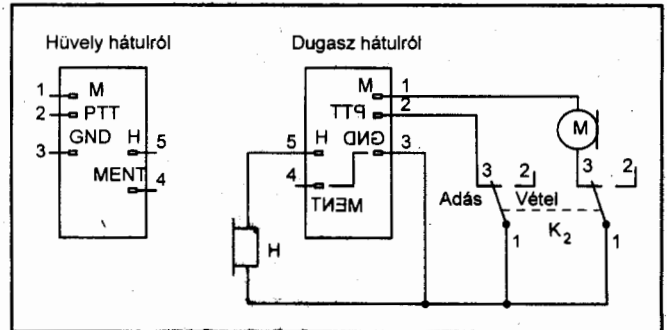 Hüvely hátulról
1 M
2 PTT
3 GND H 5
MENT 4
Dugasz hátulról
M 1
PTT 2
5 H GND 3
4 MENT
H
M
3 2
3 2
Adás Vétel
K2
1 1